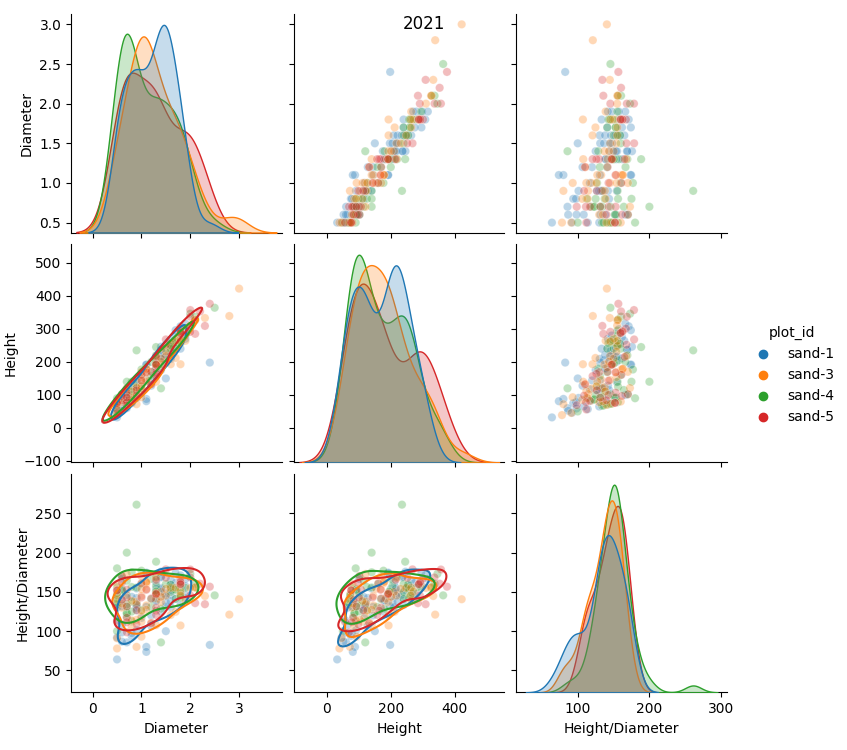 2021
3.0
2.5
2.0
1.5
1.0
0.5
Diameter
500
400
300
200
100
0
−100
Height
250
200
150
100
50
Height/Diameter
0 1 2 3
Diameter
0 200 400
Height
100 200 300
Height/Diameter
plot_id
sand-1
sand-3
sand-4
sand-5